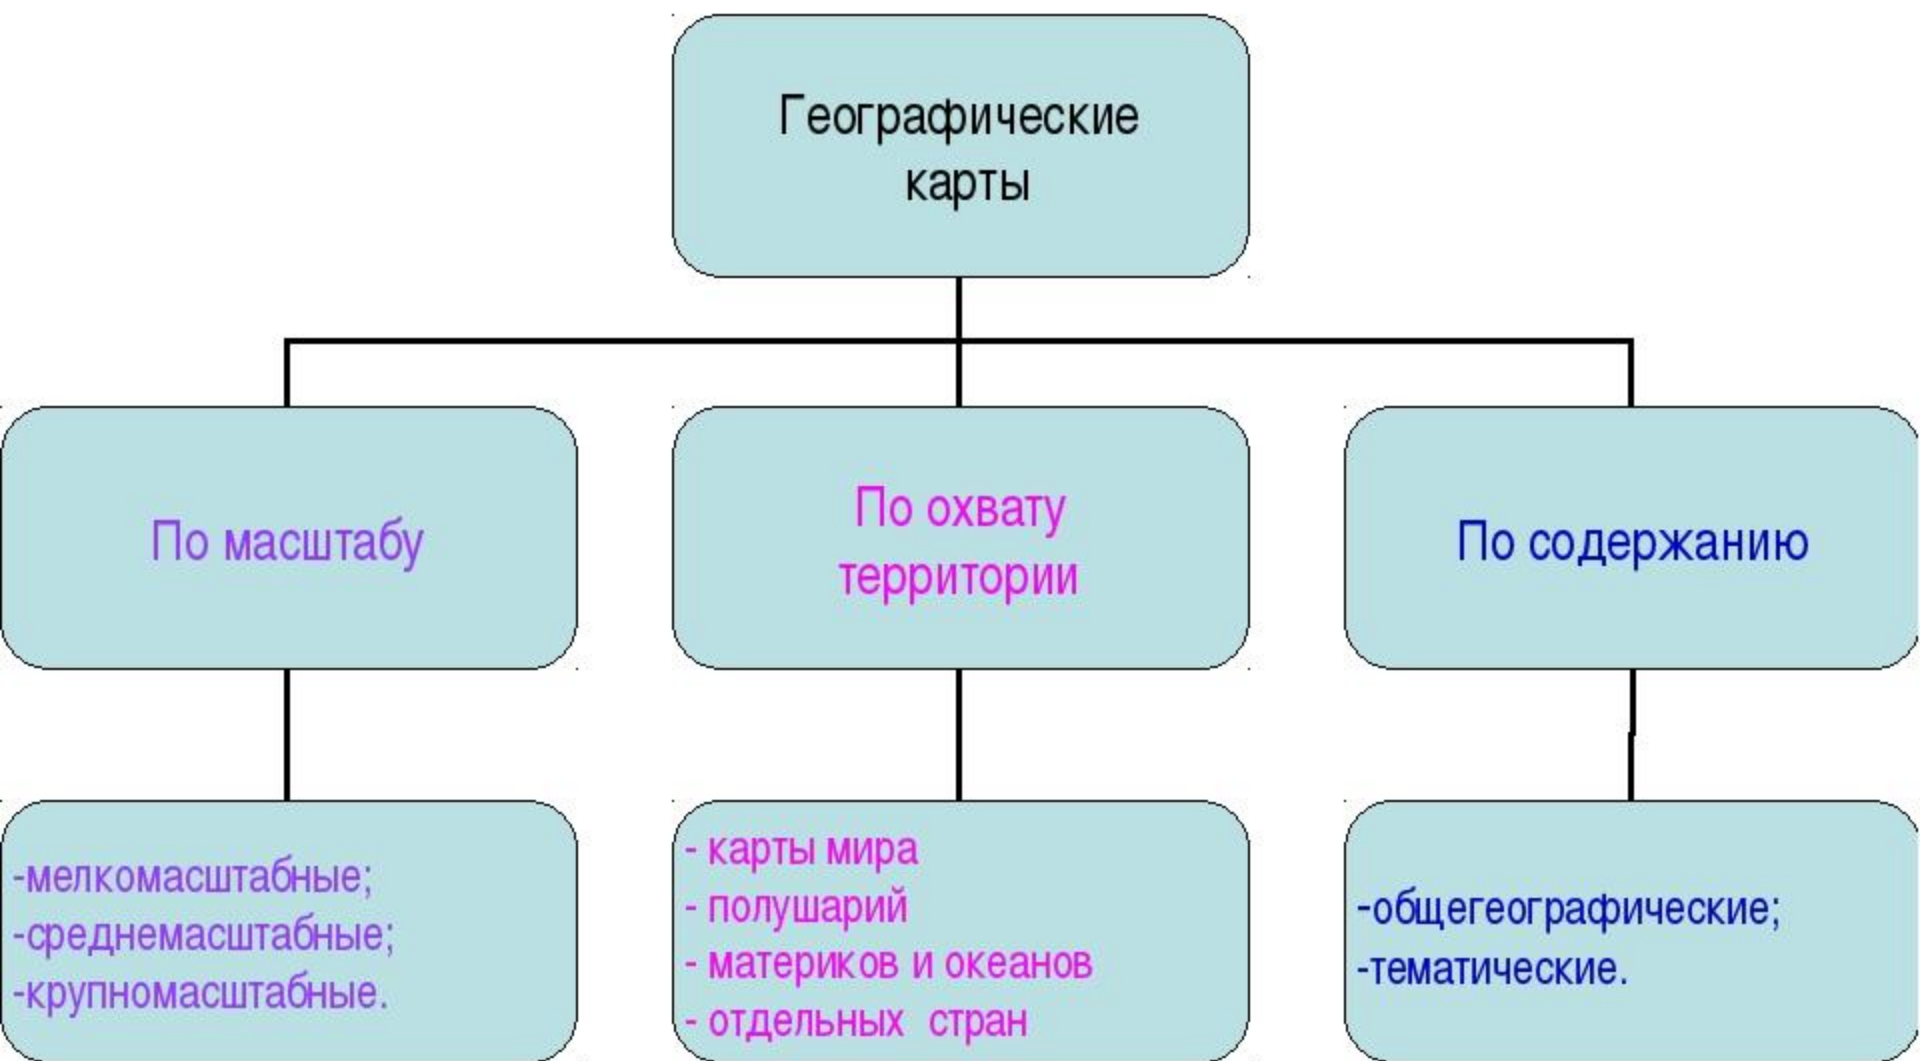 Географические
карты
По масштабу
По охвату
территории
По содержанию
-мелкомасштабные;
-среднемасштабные;
-крупномасштабные.
- карты мира
- полушарий
- материков и океанов
- отдельных стран
-общегеографические;
-тематические.